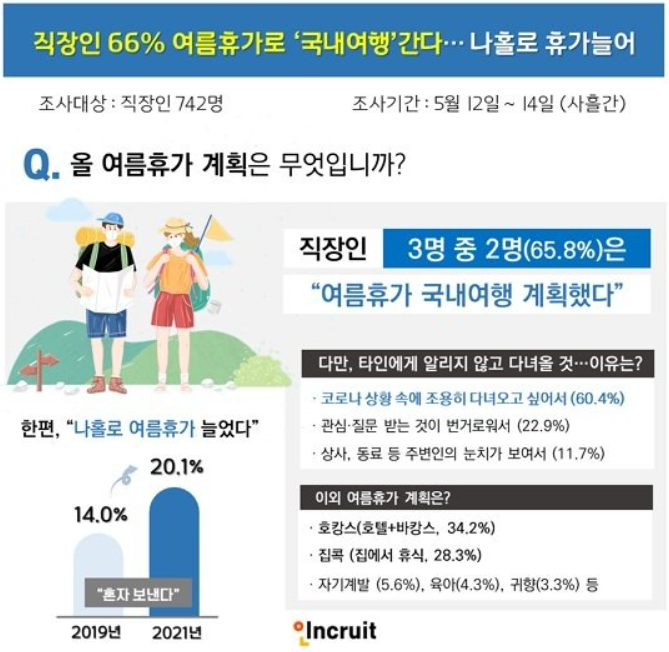 직장인 66% 여름휴가로 ‘국내여행’간다… 나홀로 휴가늘어
조사대상 : 직장인 742명
조사기간 : 5월 12일 ~ 14일 (사흘간)
Q. 올 여름휴가 계획은 무엇입니까?
직장인 3명 중 2명(65.8%)은
“여름휴가 국내여행 계획했다”
다만, 타인에게 알리지 않고 다녀올 것…이유는?
· 코로나 상황 속에 조용히 다녀오고 싶어서 (60.4%)
· 관심·질문 받는 것이 번거로워서 (22.9%)
· 상사, 동료 등 주변인의 눈치가 보여서 (11.7%)
한편, “나홀로 여름휴가 늘었다”
20.1%
14.0%
“혼자 보낸다”
2019년 2021년
이외 여름휴가 계획은?
· 호캉스(호텔+바캉스, 34.2%)
· 집콕 (집에서 휴식, 28.3%)
· 자기계발 (5.6%), 육아(4.3%), 귀향(3.3%) 등
인Incruit